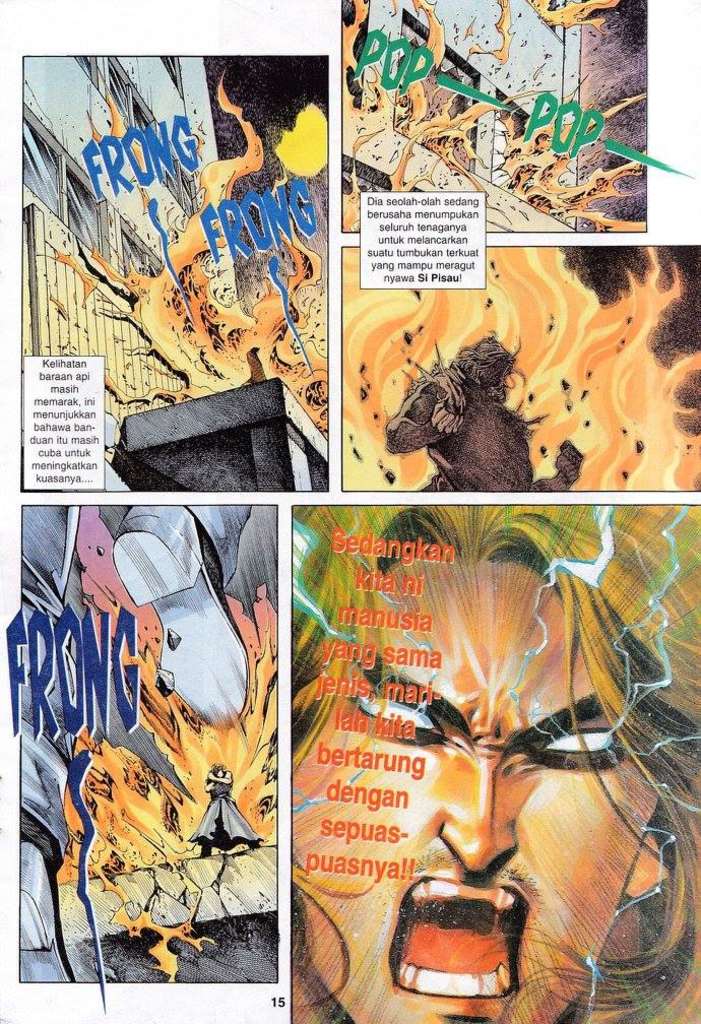 FRONG
FRONG
Kelihatan
baraan api
masih
memarak, ini
menunjukkan
bahawa ban-
duan itu masih
cuba untuk
meningkatkan
kuasanya....
POP
POP
Dia seolah-olah sedang
berusaha menumpukan
seluruh tenaganya
untuk melancarkan
suatu tumbukan terkuat
yang mampu meragut
nyawa Si Pisau!
FRONG
Sedangkan
kita ni
manusia
yang sama
jenis, mari-
lah kita
bertarung
dengan
sepuas-
puasnya!!
15